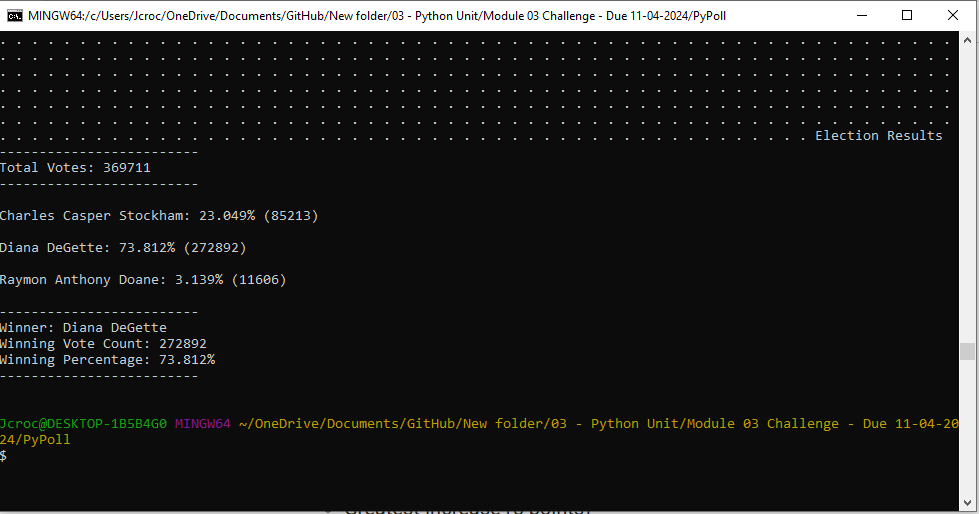 MINGW64:/c/Users/Jcroc/OneDrive/Documents/GitHub/New folder/03 - Python Unit/Module 03 Challenge - Due 11-04-2024/PyPoll
. . . . . . . . . . . . . . . . . . . . . . . . . . . . . . . . . . . . . . . . . . . . . . . . . . . . . . . . . . . .
. . . . . . . . . . . . . . . . . . . . . . . . . . . . . . . . . . . . . . . . . . . . . . . . . . . . . . . . . . . .
. . . . . . . . . . . . . . . . . . . . . . . . . . . . . . . . . . . . . . . . . . . . . . . . . . . . . . . . . . . .
. . . . . . . . . . . . . . . . . . . . . . . . . . . . . . . . . . . . . . . . . . . . . . . . . . . . . . . . . . . .
. . . . . . . . . . . . . . . . . . . . . . . . . . . . . . . . . . . . . . . . . . . . . . . . . . . . . . . . . . . .
. . . . . . . . . . . . . . . . . . . . . . . . . . . . . . . . . . . . . . . . . . . . . . . . . . . . . . . . . . . .
. . . . . . . . . . . . . . . . . . . . . . . . . . . . . . . . . . . . . . . . . . . . . . . . . . . Election Results
-------------------------
Total Votes: 369711
-------------------------
Charles Casper Stockham: 23.049% (85213)
Diana DeGette: 73.812% (272892)
Raymon Anthony Doane: 3.139% (11606)
-------------------------
Winner: Diana DeGette
Winning Vote Count: 272892
Winning Percentage: 73.812%
-------------------------
Jcroc@DESKTOP-1B5B4G0 MINGW64 ~/OneDrive/Documents/GitHub/New folder/03 - Python Unit/Module 03 Challenge - Due 11-04-20
24/PyPoll
$